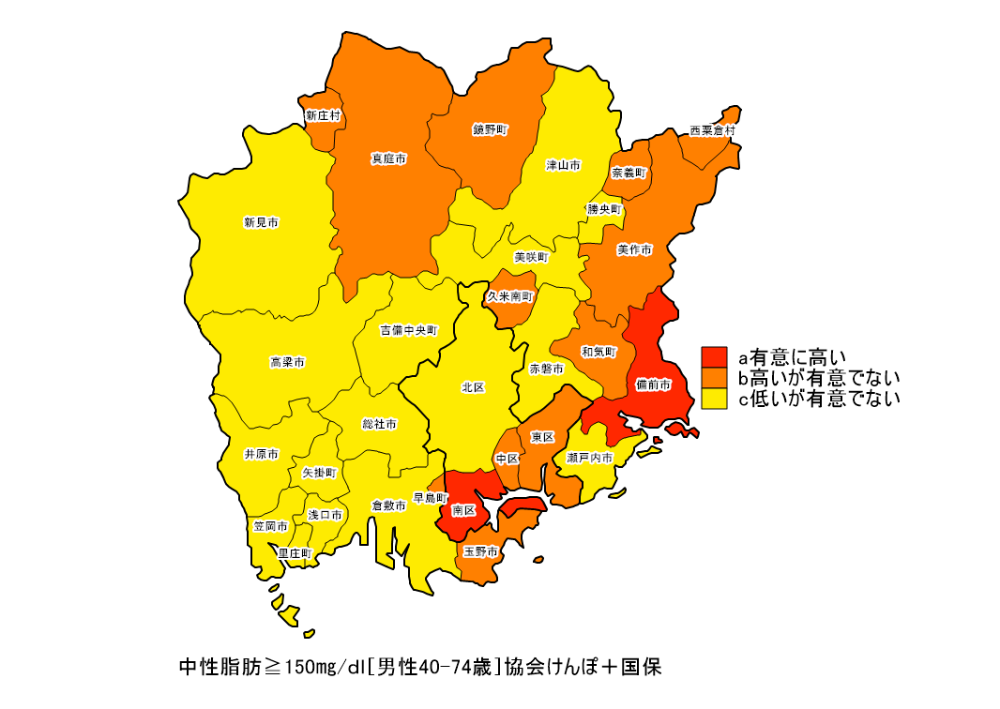 新庄村
鏡野町
西粟倉村
真庭市
津山市
奈義町
勝央町
新見市
美作市
美咲町
久米南町
吉備中央町
和気町
高梁市
赤磐市
備前市
北区
総社市
東区
井原市
中区
瀬戸内市
矢掛町
早島町
倉敷市
南区
浅口市
笠岡市
里庄町
玉野市
a有意に高い
b高いが有意でない
c低いが有意でない
中性脂肪≧150mg/dl[男性40-74歳]協会けんぽ＋国保